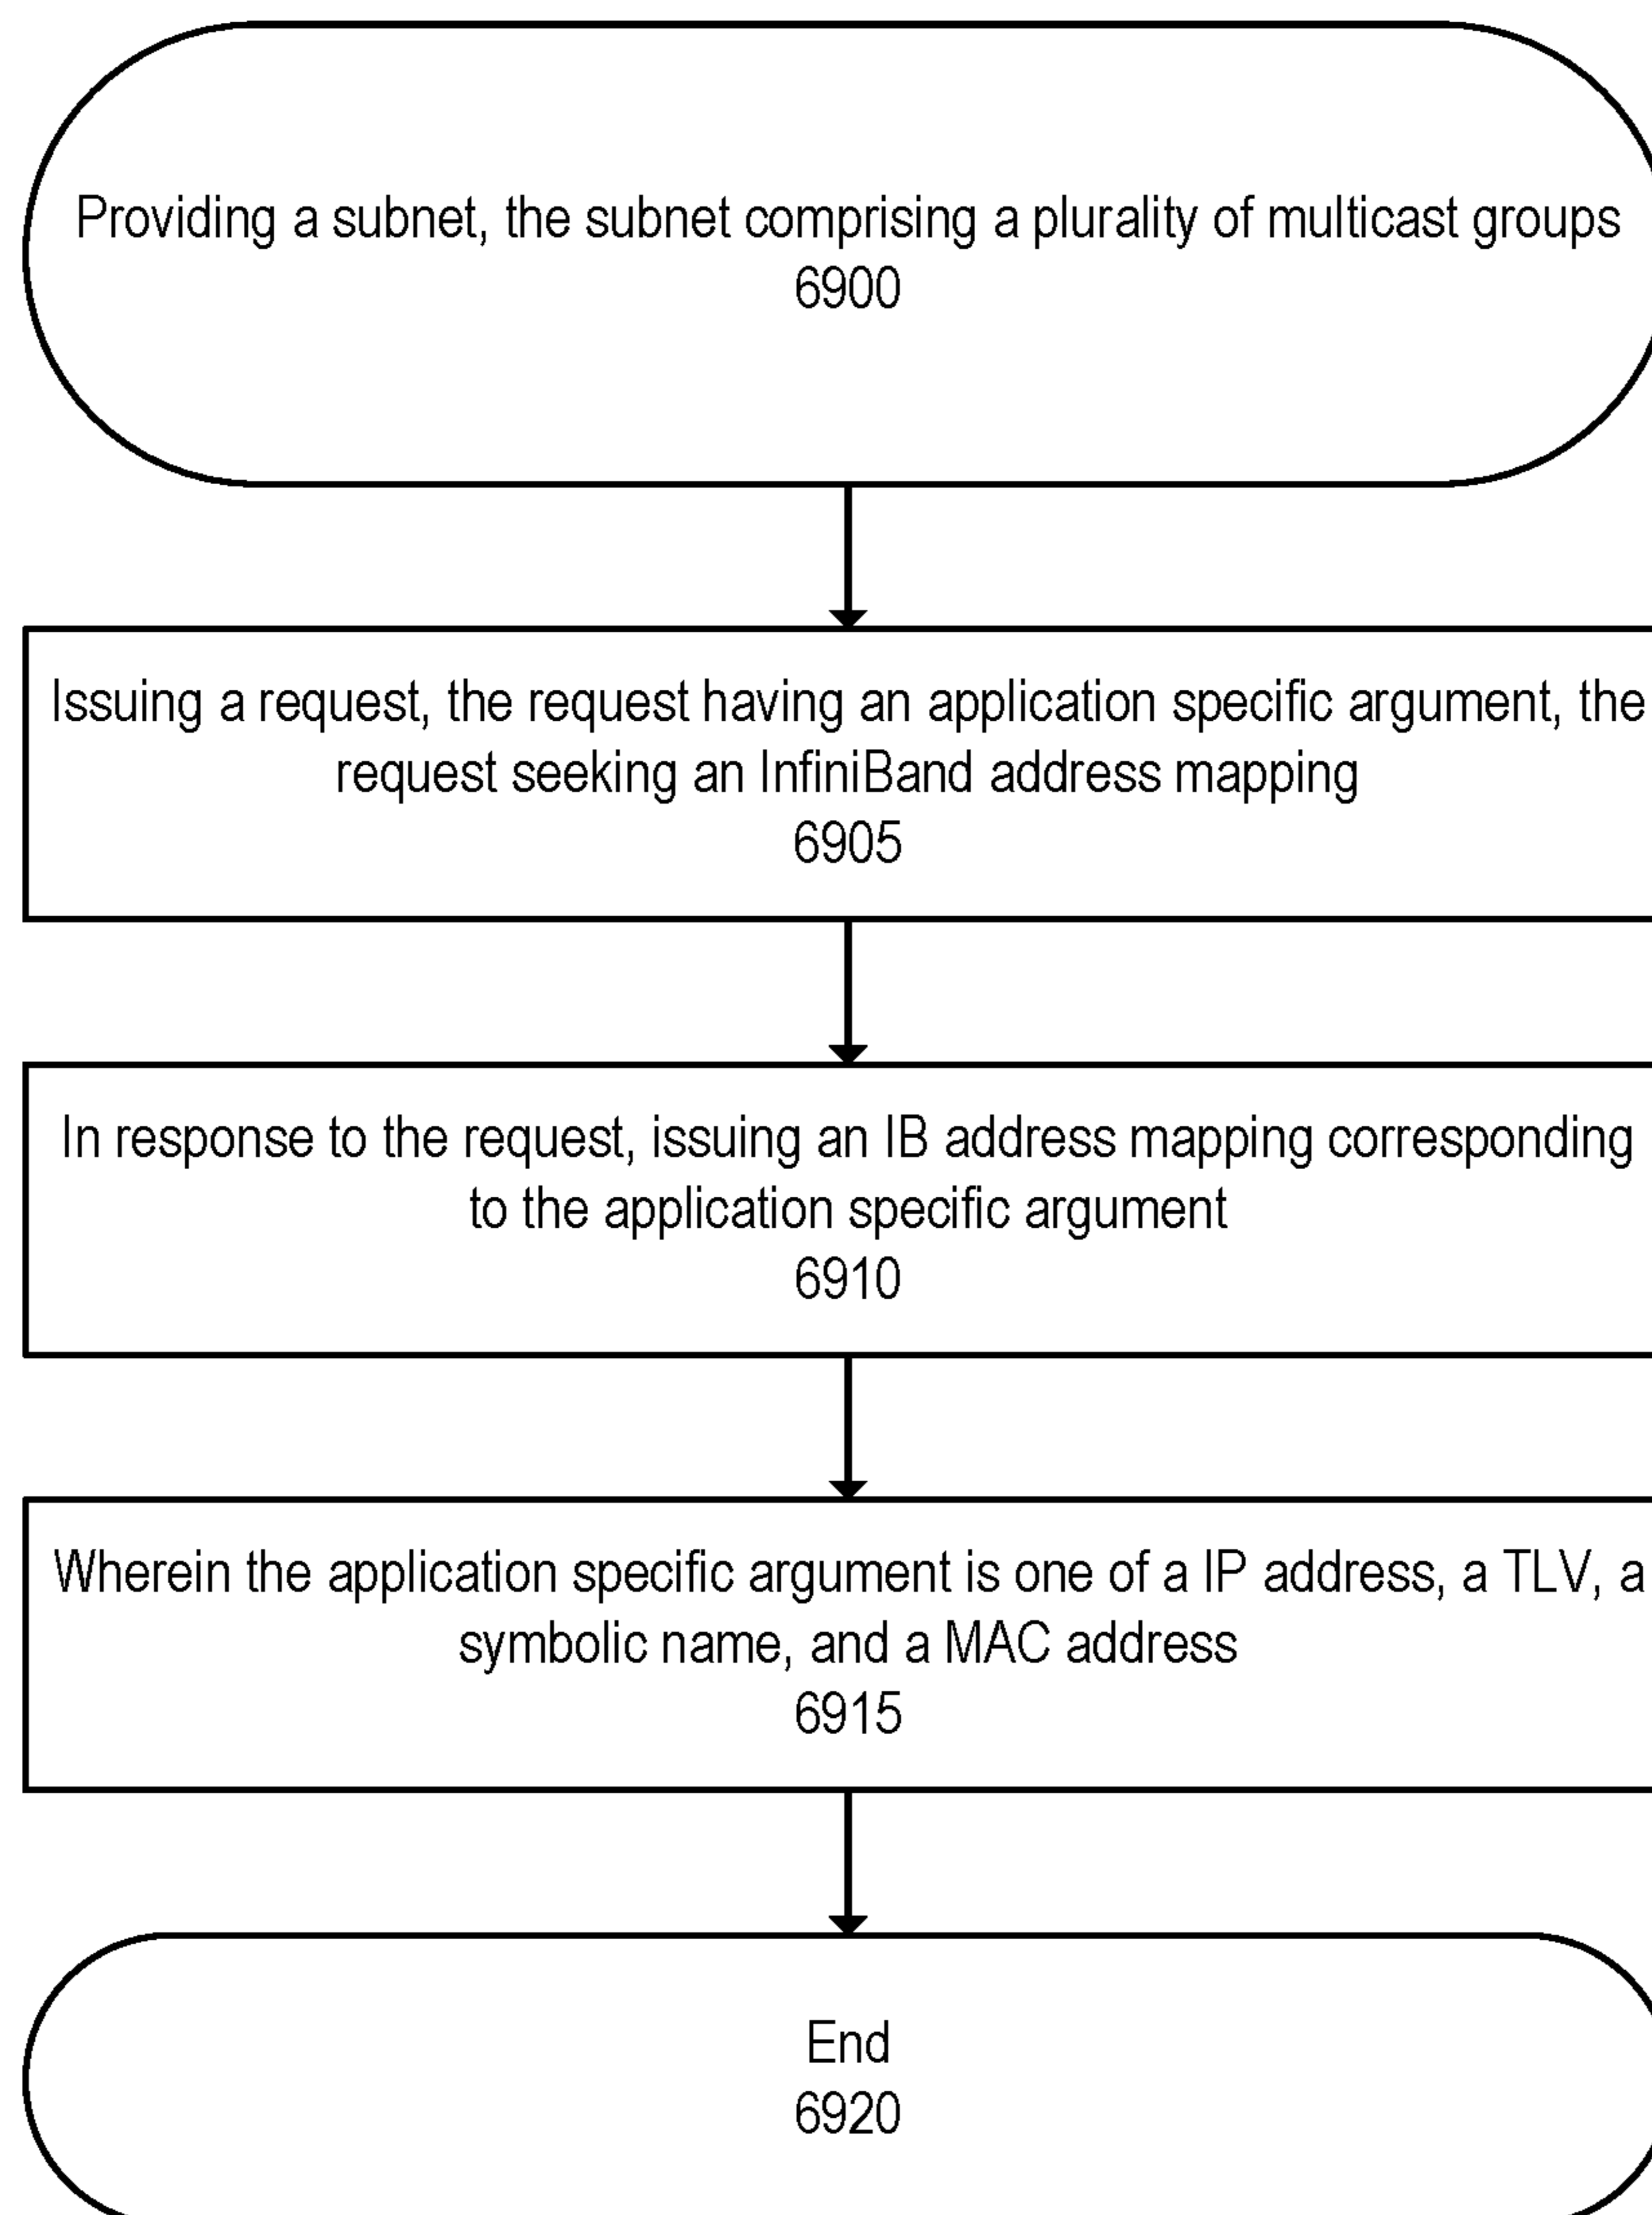 Providing a subnet, the subnet comprising a plurality of multicast groups
6900
Issuing a request, the request having an application specific argument, the
request seeking an InfiniBand address mapping
6905
In response to the request, issuing an IB address mapping corresponding
to the application specific argument
6910
Wherein the application specific argument is one of a IP address, a TLV, a
symbolic name, and a MAC address
6915
End
6920